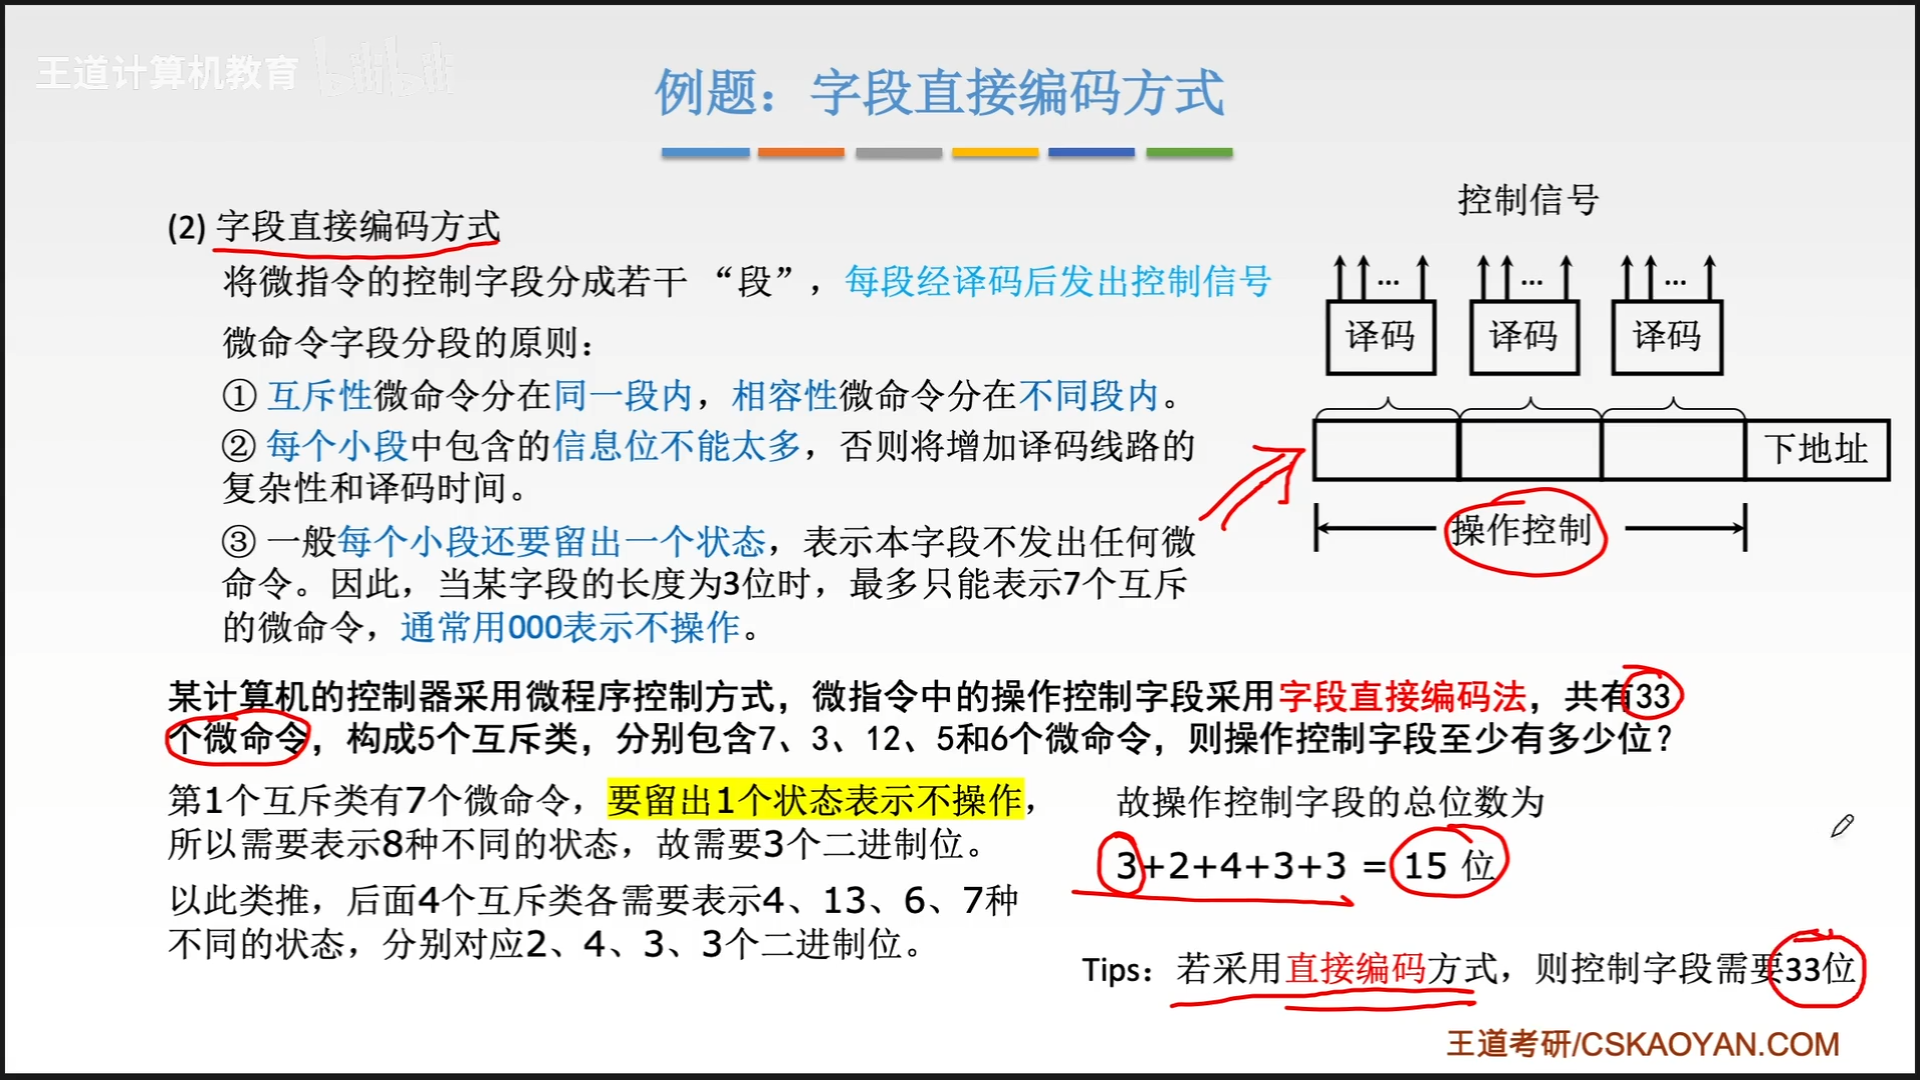 王道计算机教育 bilibili
例题：字段直接编码方式
(2) 字段直接编码方式
将微指令的控制字段分成若干 “段”，每段经译码后发出控制信号
微命令字段分段的原则：
① 互斥性微命令分在同一段内，相容性微命令分在不同段内。
② 每个小段中包含的信息位不能太多，否则将增加译码线路的
复杂性和译码时间。
③ 一般每个小段还要留出一个状态，表示本字段不发出任何微
命令。因此，当某字段的长度为3位时，最多只能表示7个互斥
的微命令，通常用000表示不操作。
控制信号
... ... ...
译码 译码 译码
下地址
操作控制
某计算机的控制器采用微程序控制方式，微指令中的操作控制字段采用字段直接编码法，共有33
个微命令，构成5个互斥类，分别包含7、3、12、5和6个微命令，则操作控制字段至少有多少位？
第1个互斥类有7个微命令，要留出1个状态表示不操作，
所以需要表示8种不同的状态，故需要3个二进制位。
以此类推，后面4个互斥类各需要表示4、13、6、7种
不同的状态，分别对应2、4、3、3个二进制位。
故操作控制字段的总位数为
3+2+4+3+3 = 15 位
Tips：若采用直接编码方式，则控制字段需要33位
王道考研/CSKAOYAN.COM